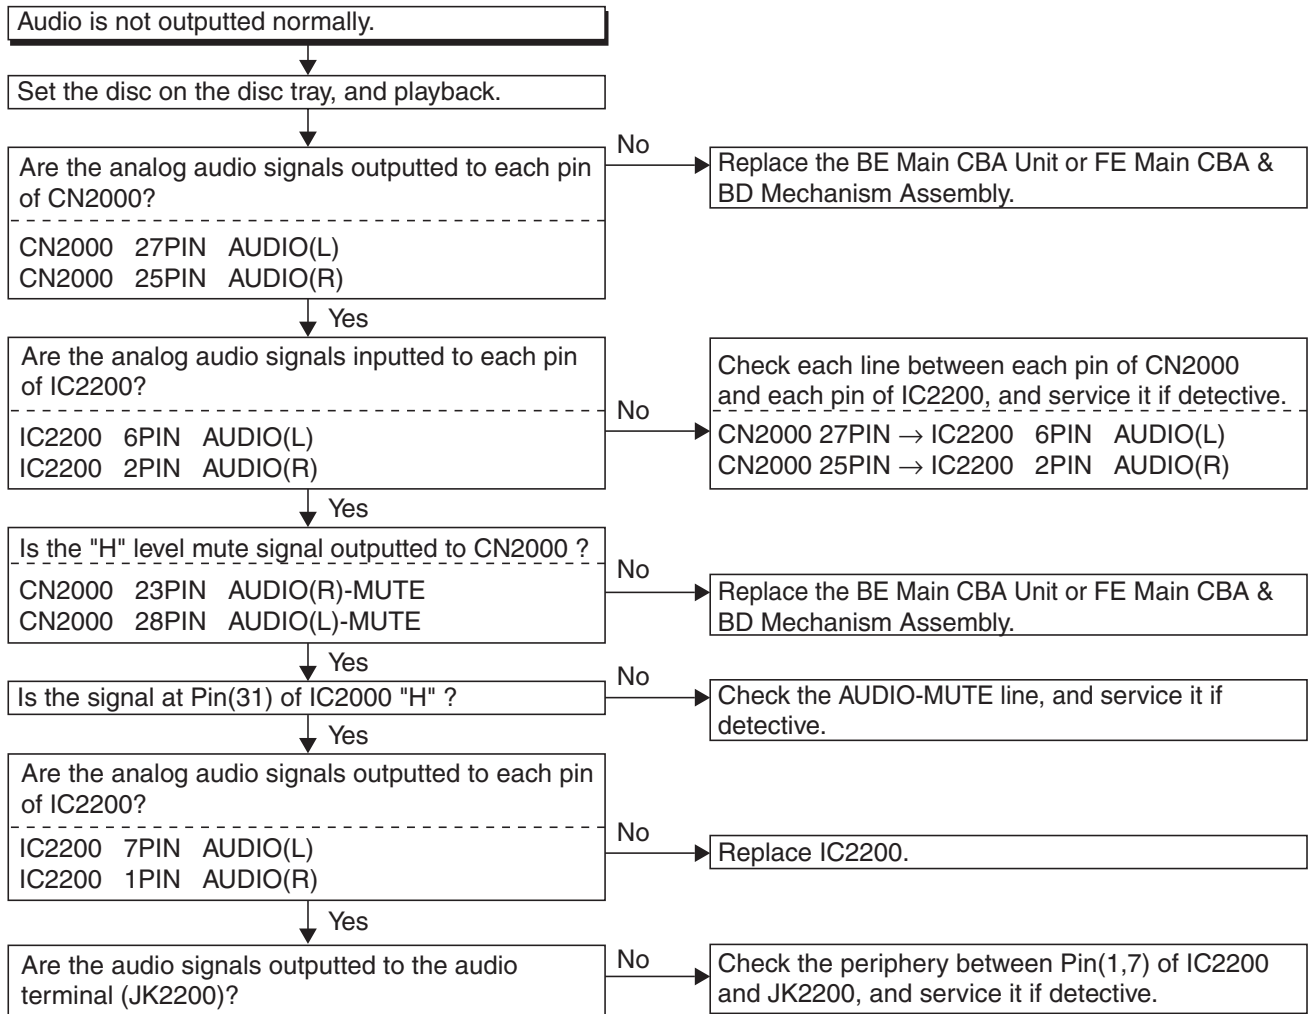 Audio is not outputted normally.
Set the disc on the disc tray, and playback.
Are the analog audio signals outputted to each pin
of CN2000?
CN2000 27PIN AUDIO(L)
CN2000 25PIN AUDIO(R)
No
Replace the BE Main CBA Unit or FE Main CBA &
BD Mechanism Assembly.
Yes
Are the analog audio signals inputted to each pin
of IC2200?
IC2200 6PIN AUDIO(L)
IC2200 2PIN AUDIO(R)
No
Check each line between each pin of CN2000
and each pin of IC2200, and service it if detective.
CN2000 27PIN → IC2200 6PIN AUDIO(L)
CN2000 25PIN → IC2200 2PIN AUDIO(R)
Yes
Is the "H" level mute signal outputted to CN2000 ?
CN2000 23PIN AUDIO(R)-MUTE
CN2000 28PIN AUDIO(L)-MUTE
No
Replace the BE Main CBA Unit or FE Main CBA &
BD Mechanism Assembly.
Yes
Is the signal at Pin(31) of IC2000 "H" ?
No
Check the AUDIO-MUTE line, and service it if
detective.
Yes
Are the analog audio signals outputted to each pin
of IC2200?
IC2200 7PIN AUDIO(L)
IC2200 1PIN AUDIO(R)
No
Replace IC2200.
Yes
Are the audio signals outputted to the audio
terminal (JK2200)?
No
Check the periphery between Pin(1,7) of IC2200
and JK2200, and service it if detective.